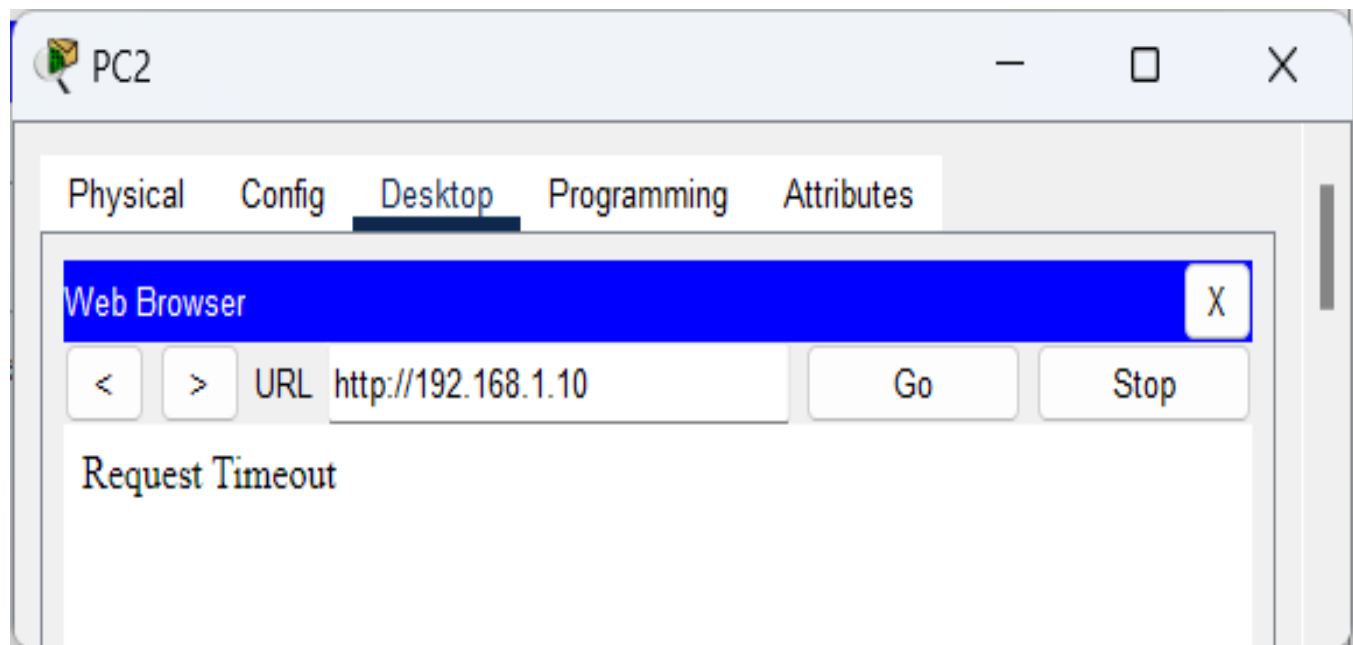 PC2
Physical Config Desktop Programming Attributes
Web Browser X
< > URL http://192.168.1.10 Go Stop
Request Timeout